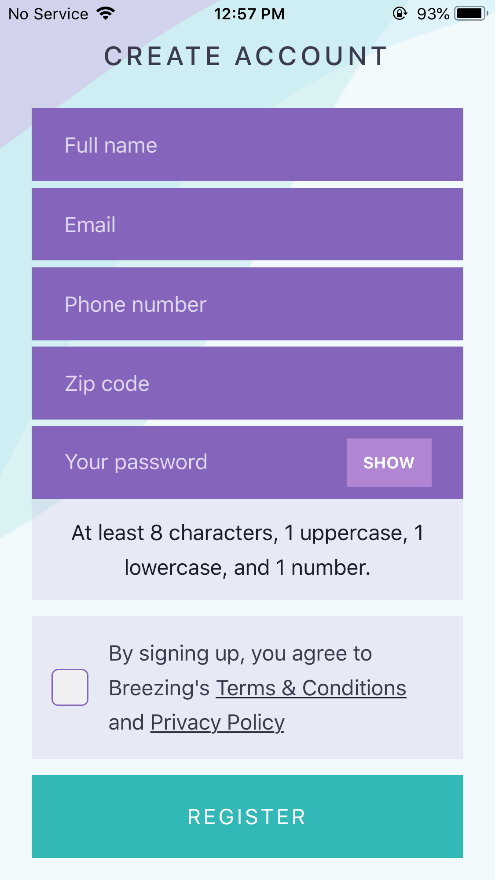 No Service 12:57 PM 93%
CREATE ACCOUNT
Full name
Email
Phone number
Zip code
Your password SHOW
At least 8 characters, 1 uppercase, 1
lowercase, and 1 number.
By signing up, you agree to
Breezing's Terms & Conditions
and Privacy Policy
REGISTER